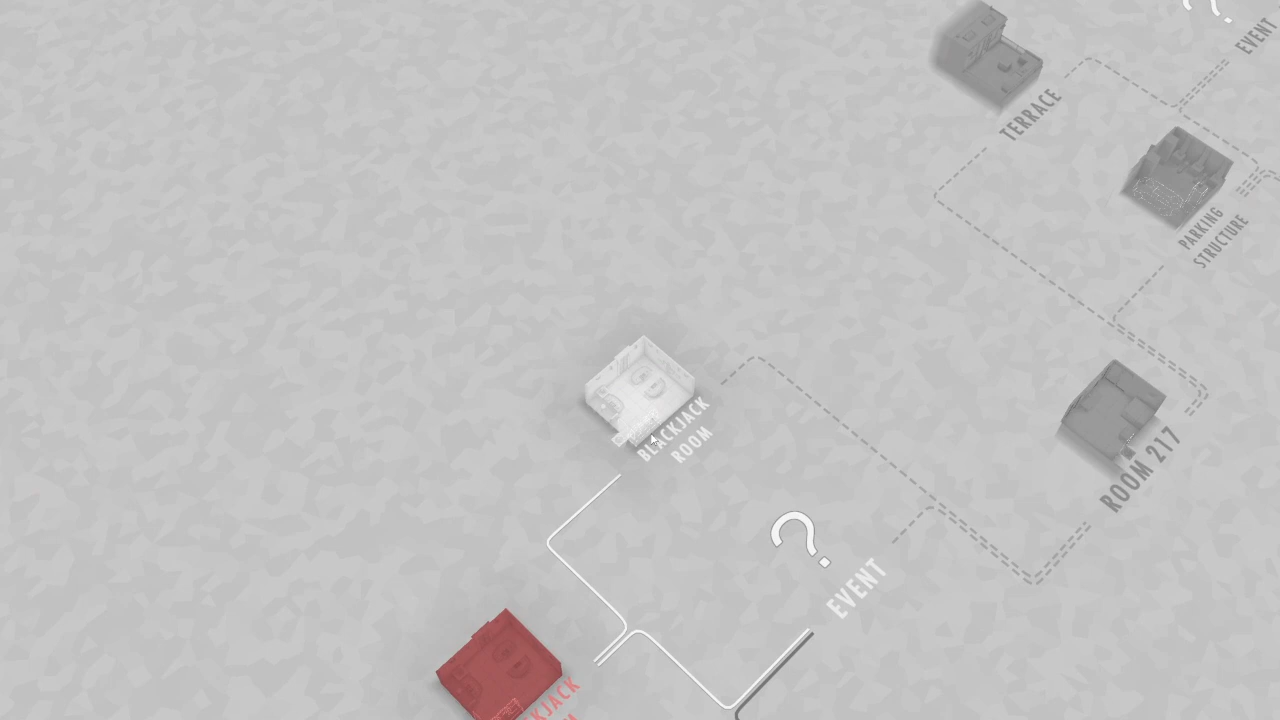 EVENT
TERRACE
PARKING
STRUCTURE
BLACKJACK
ROOM
ROOM 217
EVENT